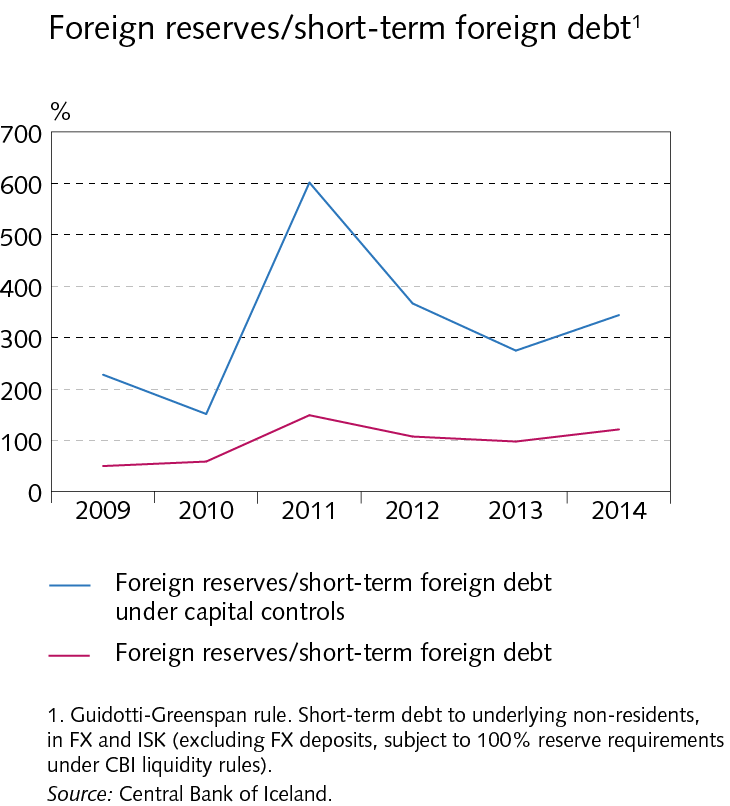 Foreign reserves/short-term foreign debt¹
%
700
600
500
400
300
200
100
0
2009 2010 2011 2012 2013 2014
Foreign reserves/short-term foreign debt
under capital controls
Foreign reserves/short-term foreign debt
1. Guidotti-Greenspan rule. Short-term debt to underlying non-residents,
in FX and ISK (excluding FX deposits, subject to 100% reserve requirements
under CBI liquidity rules).
Source: Central Bank of Iceland.